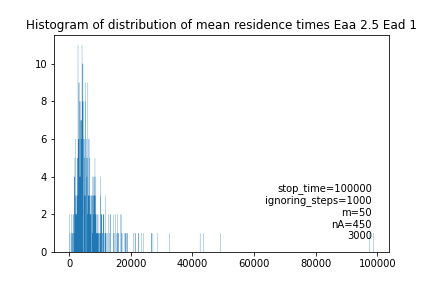 Histogram of distribution of mean residence times Eaa 2.5 Ead 1
10
8
6
4
2
0
stop_time=100000
ignoring_steps=1000
m=50
nA=450
3000
0 20000 40000 60000 80000 100000